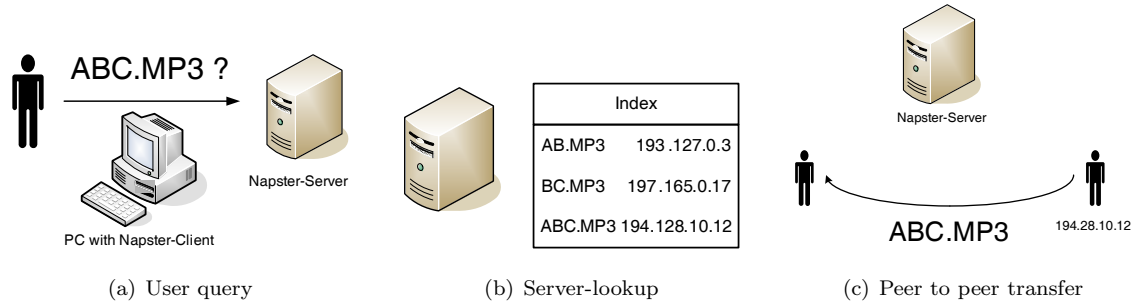 ABC.MP3 ?
Napster-Server
PC with Napster-Client
(a) User query
Index
AB.MP3 193.127.0.3
BC.MP3 197.165.0.17
ABC.MP3 194.128.10.12
(b) Server-lookup
Napster-Server
ABC.MP3
194.28.10.12
(c) Peer to peer transfer